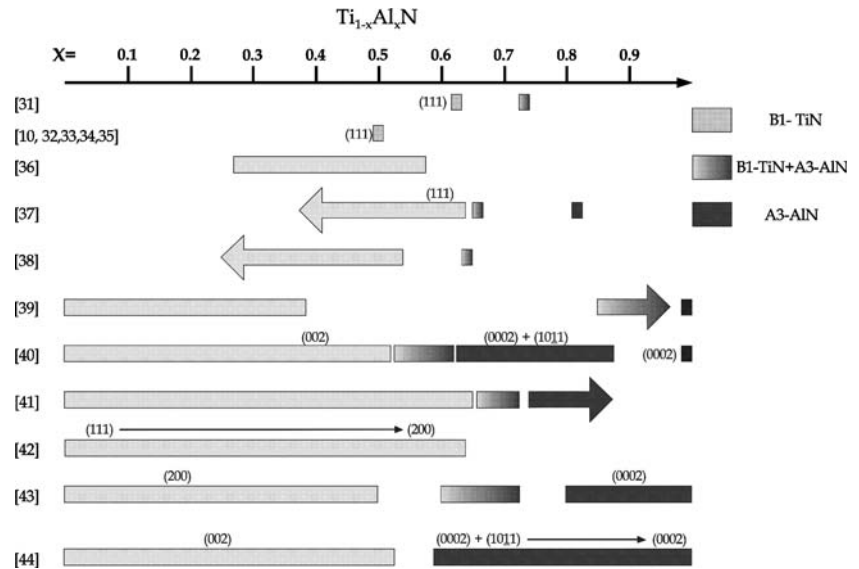 Ti1-xAlxN
X= 0.1 0.2 0.3 0.4 0.5 0.6 0.7 0.8 0.9
[31] (111)
B1- TiN
[10, 32,33,34,35] (111)
[36]
B1-TiN+A3-AlN
[37] (111)
A3-AlN
[38]
[39]
[40] (002) (0002) + (1011) (0002)
[41]
[42] (111) (200)
[43] (200) (0002)
[44] (002) (0002) + (1011) (0002)